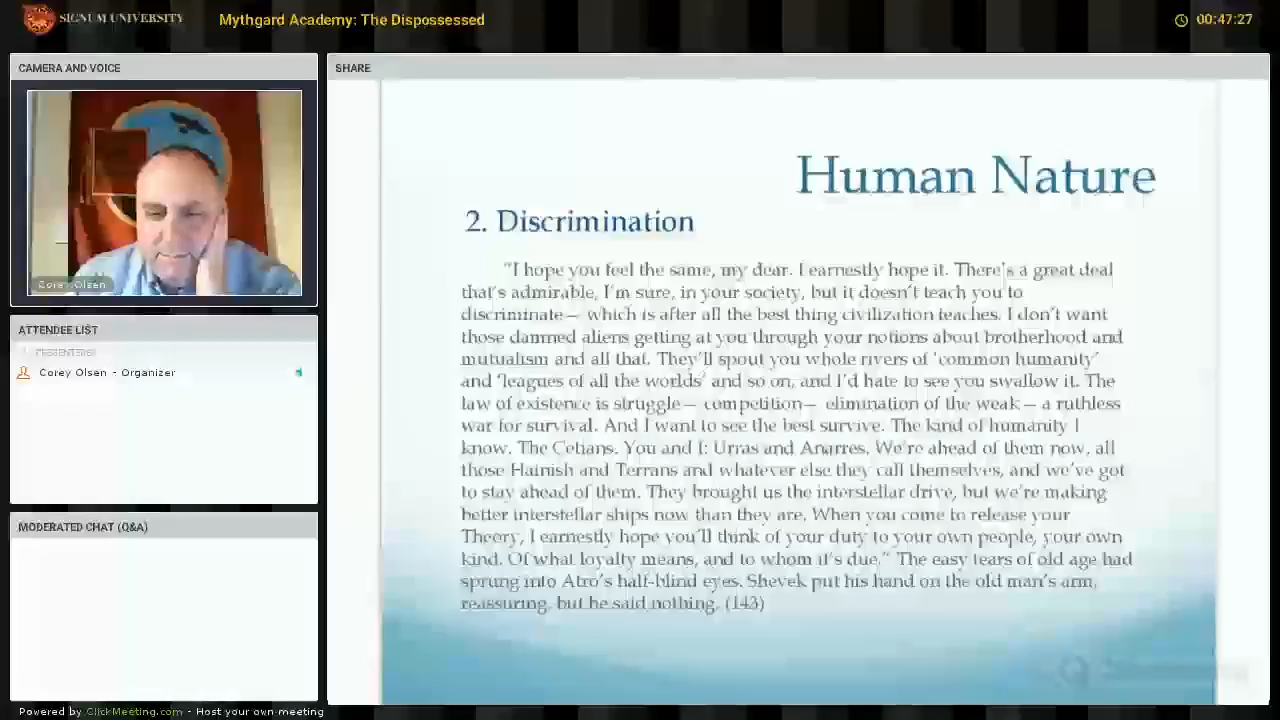 SIGNUM UNIVERSITY
Mythgard Academy: The Dispossessed
00:47:27
CAMERA AND VOICE
Corey Olsen
ATTENDEE LIST
PRESENTERS
Corey Olsen - Organizer
MODERATED CHAT (Q&A)
SHARE
Human Nature
2. Discrimination
"I hope you feel the same, my dear. I earnestly hope it. There's a great deal
that's admirable, I'm sure, in your society, but it doesn't teach you to
discriminate— which is after all the best thing civilization teaches. I don't want
those damned aliens getting at you through your notions about brotherhood and
mutualism and all that. They'll spout you whole rivers of 'common humanity'
and 'leagues of all the worlds' and so on, and I'd hate to see you swallow it. The
law of existence is struggle— competition— elimination of the weak— a ruthless
war for survival. And I want to see the best survive. The kind of humanity I
know. The Cetians. You and I: Urras and Anarres. We're ahead of them now, all
those Hainish and Terrans and whatever else they call themselves, and we've got
to stay ahead of them. They brought us the interstellar drive, but we're making
better interstellar ships now than they are. When you come to release your
Theory, I earnestly hope you'll think of your duty to your own people, your own
kind. Of what loyalty means, and to whom it's due." The easy tears of old age had
sprung into Atro's half-blind eyes. Shevek put his hand on the old man's arm,
reassuring, but he said nothing. (143)
Powered by ClickMeeting.com - Host your own meeting